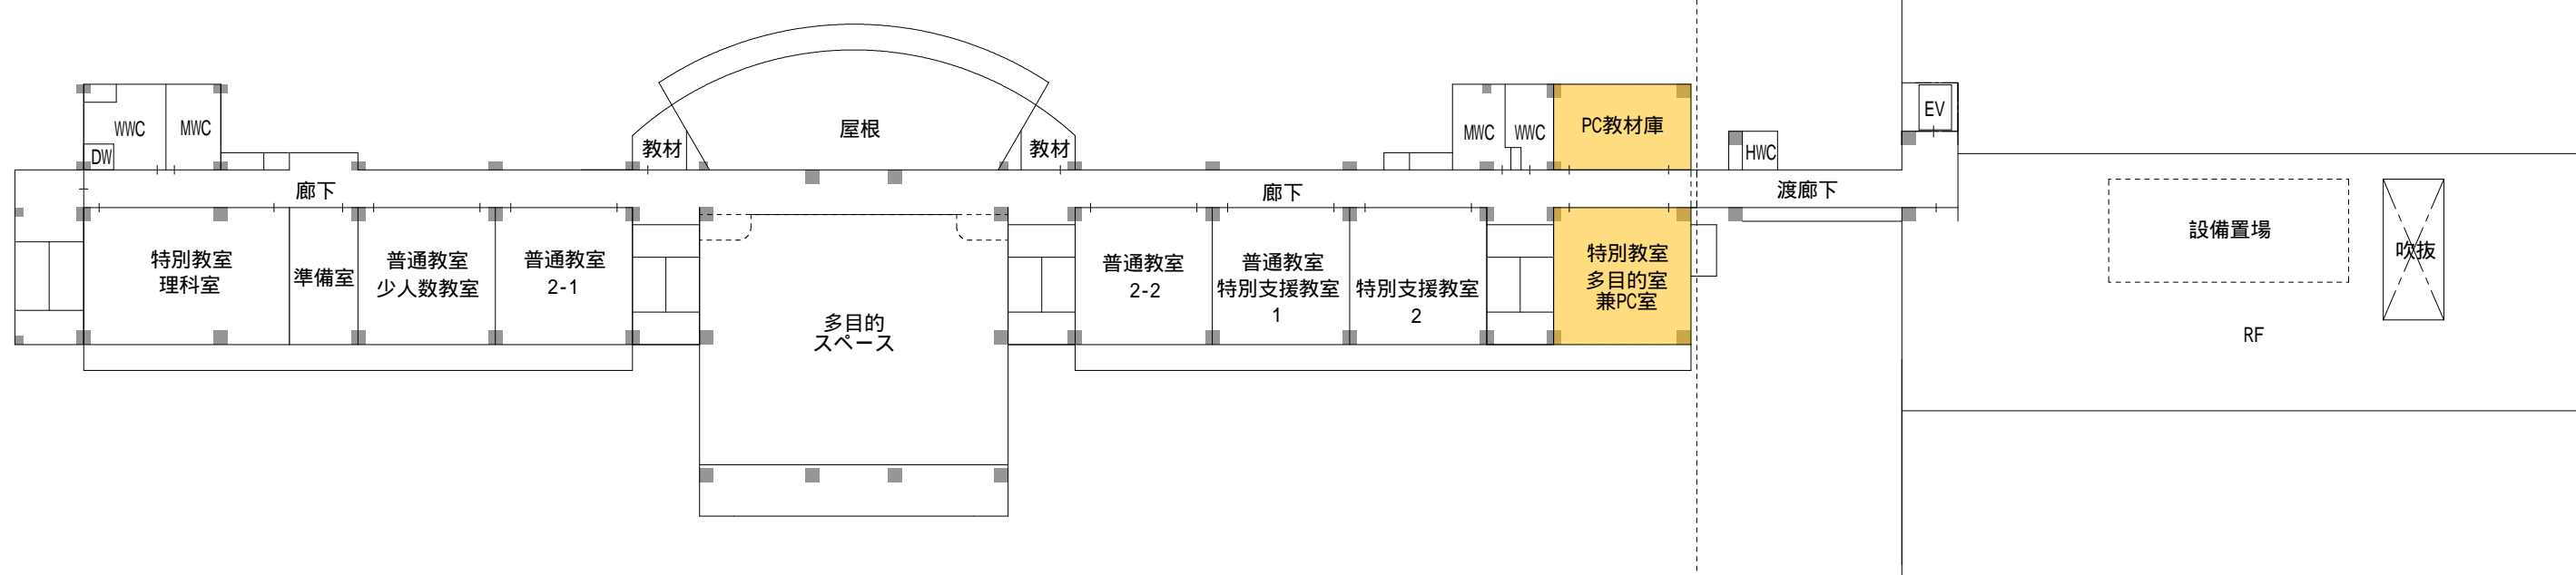 WWC
MWC
DW
廊下
特別教室
理科室
準備室
普通教室
少人数教室
普通教室
2-1
教材
屋根
教材
多目的
スペース
廊下
普通教室
2-2
普通教室
特別支援教室
1
特別支援教室
2
MWC
WWC
PC教材庫
特別教室
多目的室
兼PC室
HWC
渡廊下
EV
設備置場
吹抜
RF